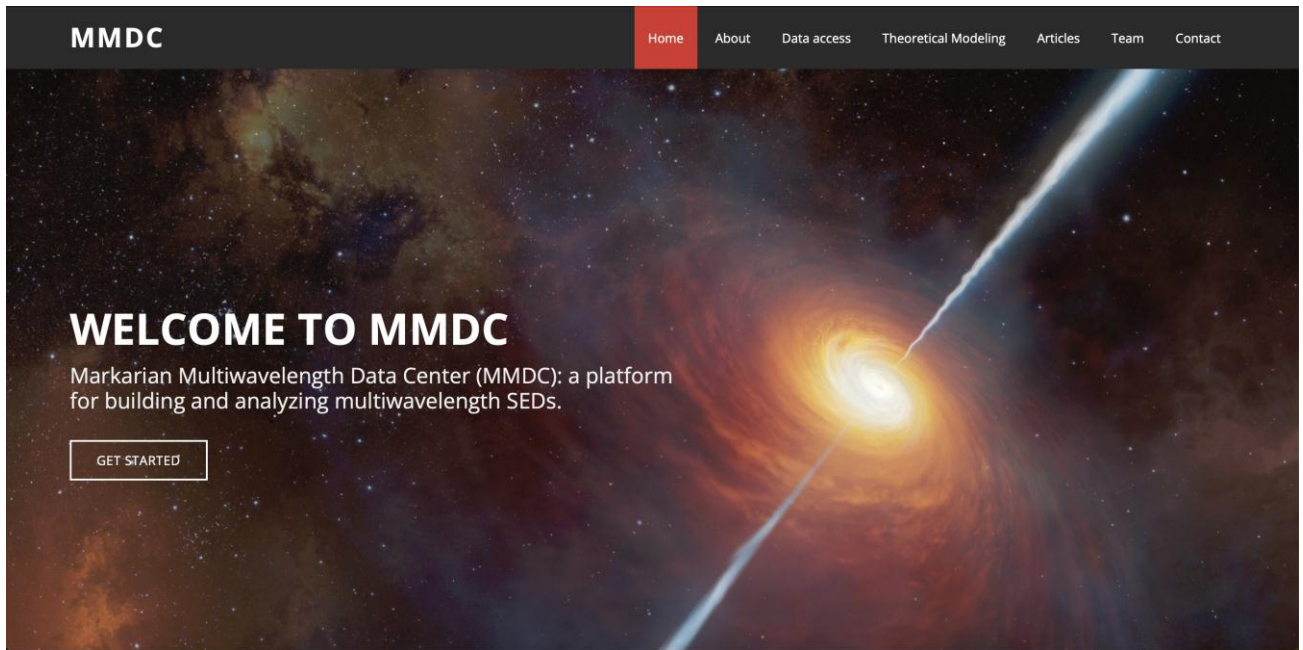 MMDC
Home About Data access Theoretical Modeling Articles Team Contact
WELCOME TO MMDC
Markarian Multiwavelength Data Center (MMDC): a platform
for building and analyzing multiwavelength SEDs.
GET STARTED